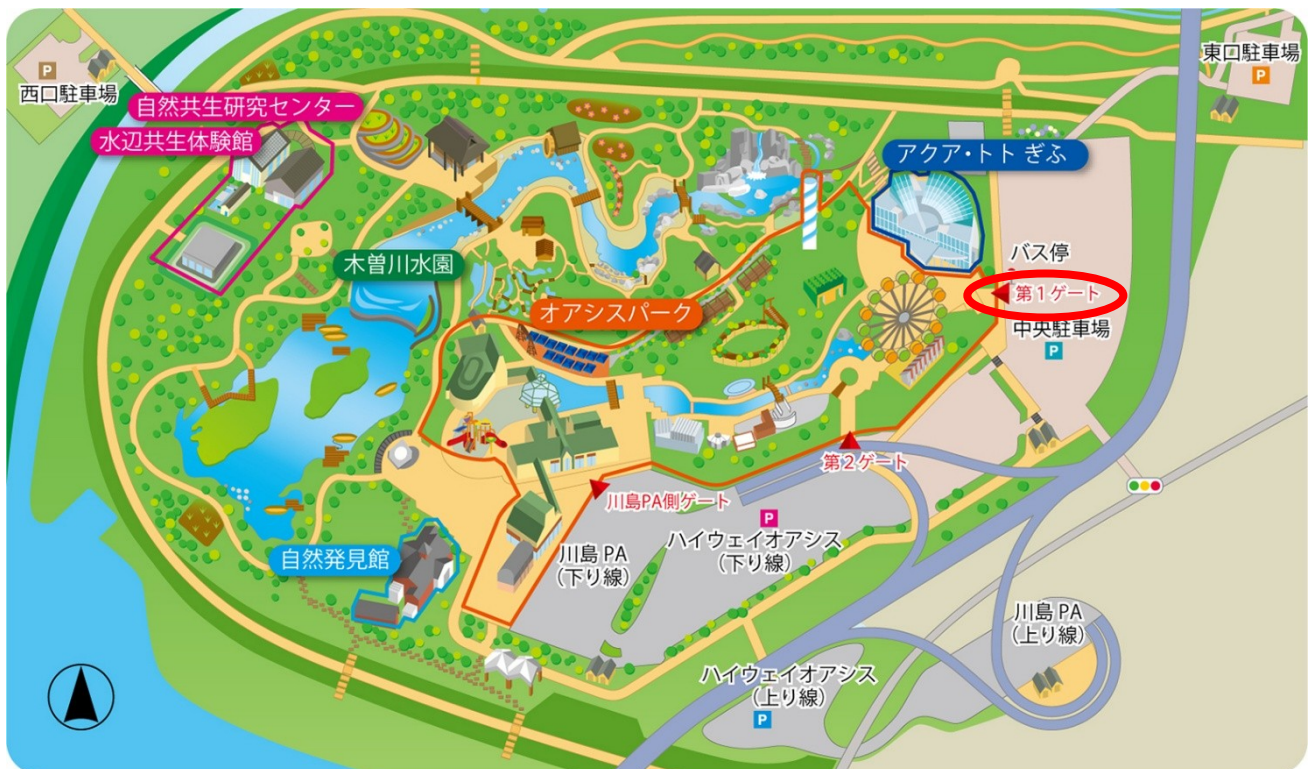 東口駐車場
P
P
西口駐車場
自然共生研究センター
水辺共生体験館
アクア・トト ぎふ
バス停
第1ゲート
中央駐車場
P
木曽川水園
オアシスパーク
第2ゲート
川島PA側ゲート
P
ハイウェイオアシス
(下り線)
川島 PA
(下り線)
自然発見館
川島 PA
(上り線)
ハイウェイオアシス
(上り線)
P